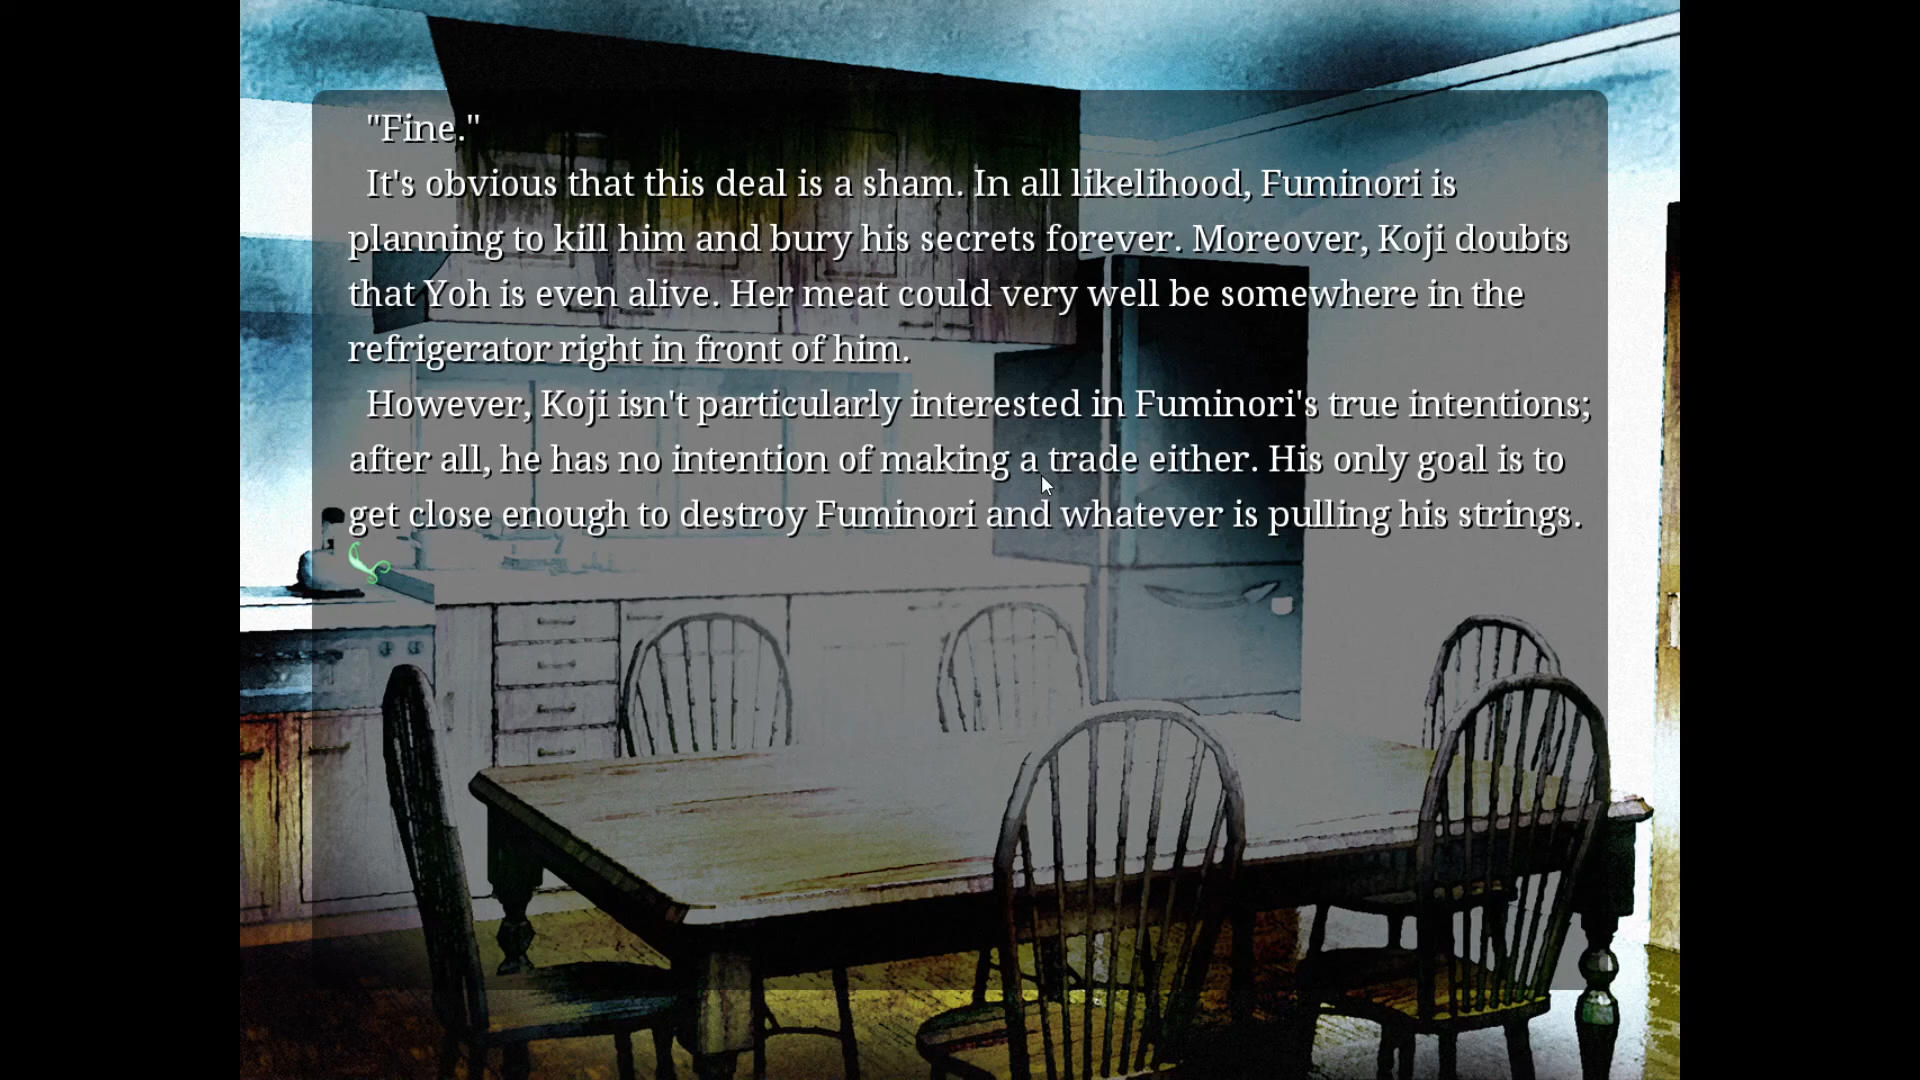 "Fine."
It's obvious that this deal is a sham. In all likelihood, Fuminori is
planning to kill him and bury his secrets forever. Moreover, Koji doubts
that Yoh is even alive. Her meat could very well be somewhere in the
refrigerator right in front of him.
However, Koji isn't particularly interested in Fuminori's true intentions;
after all, he has no intention of making a trade either. His only goal is to
get close enough to destroy Fuminori and whatever is pulling his strings.